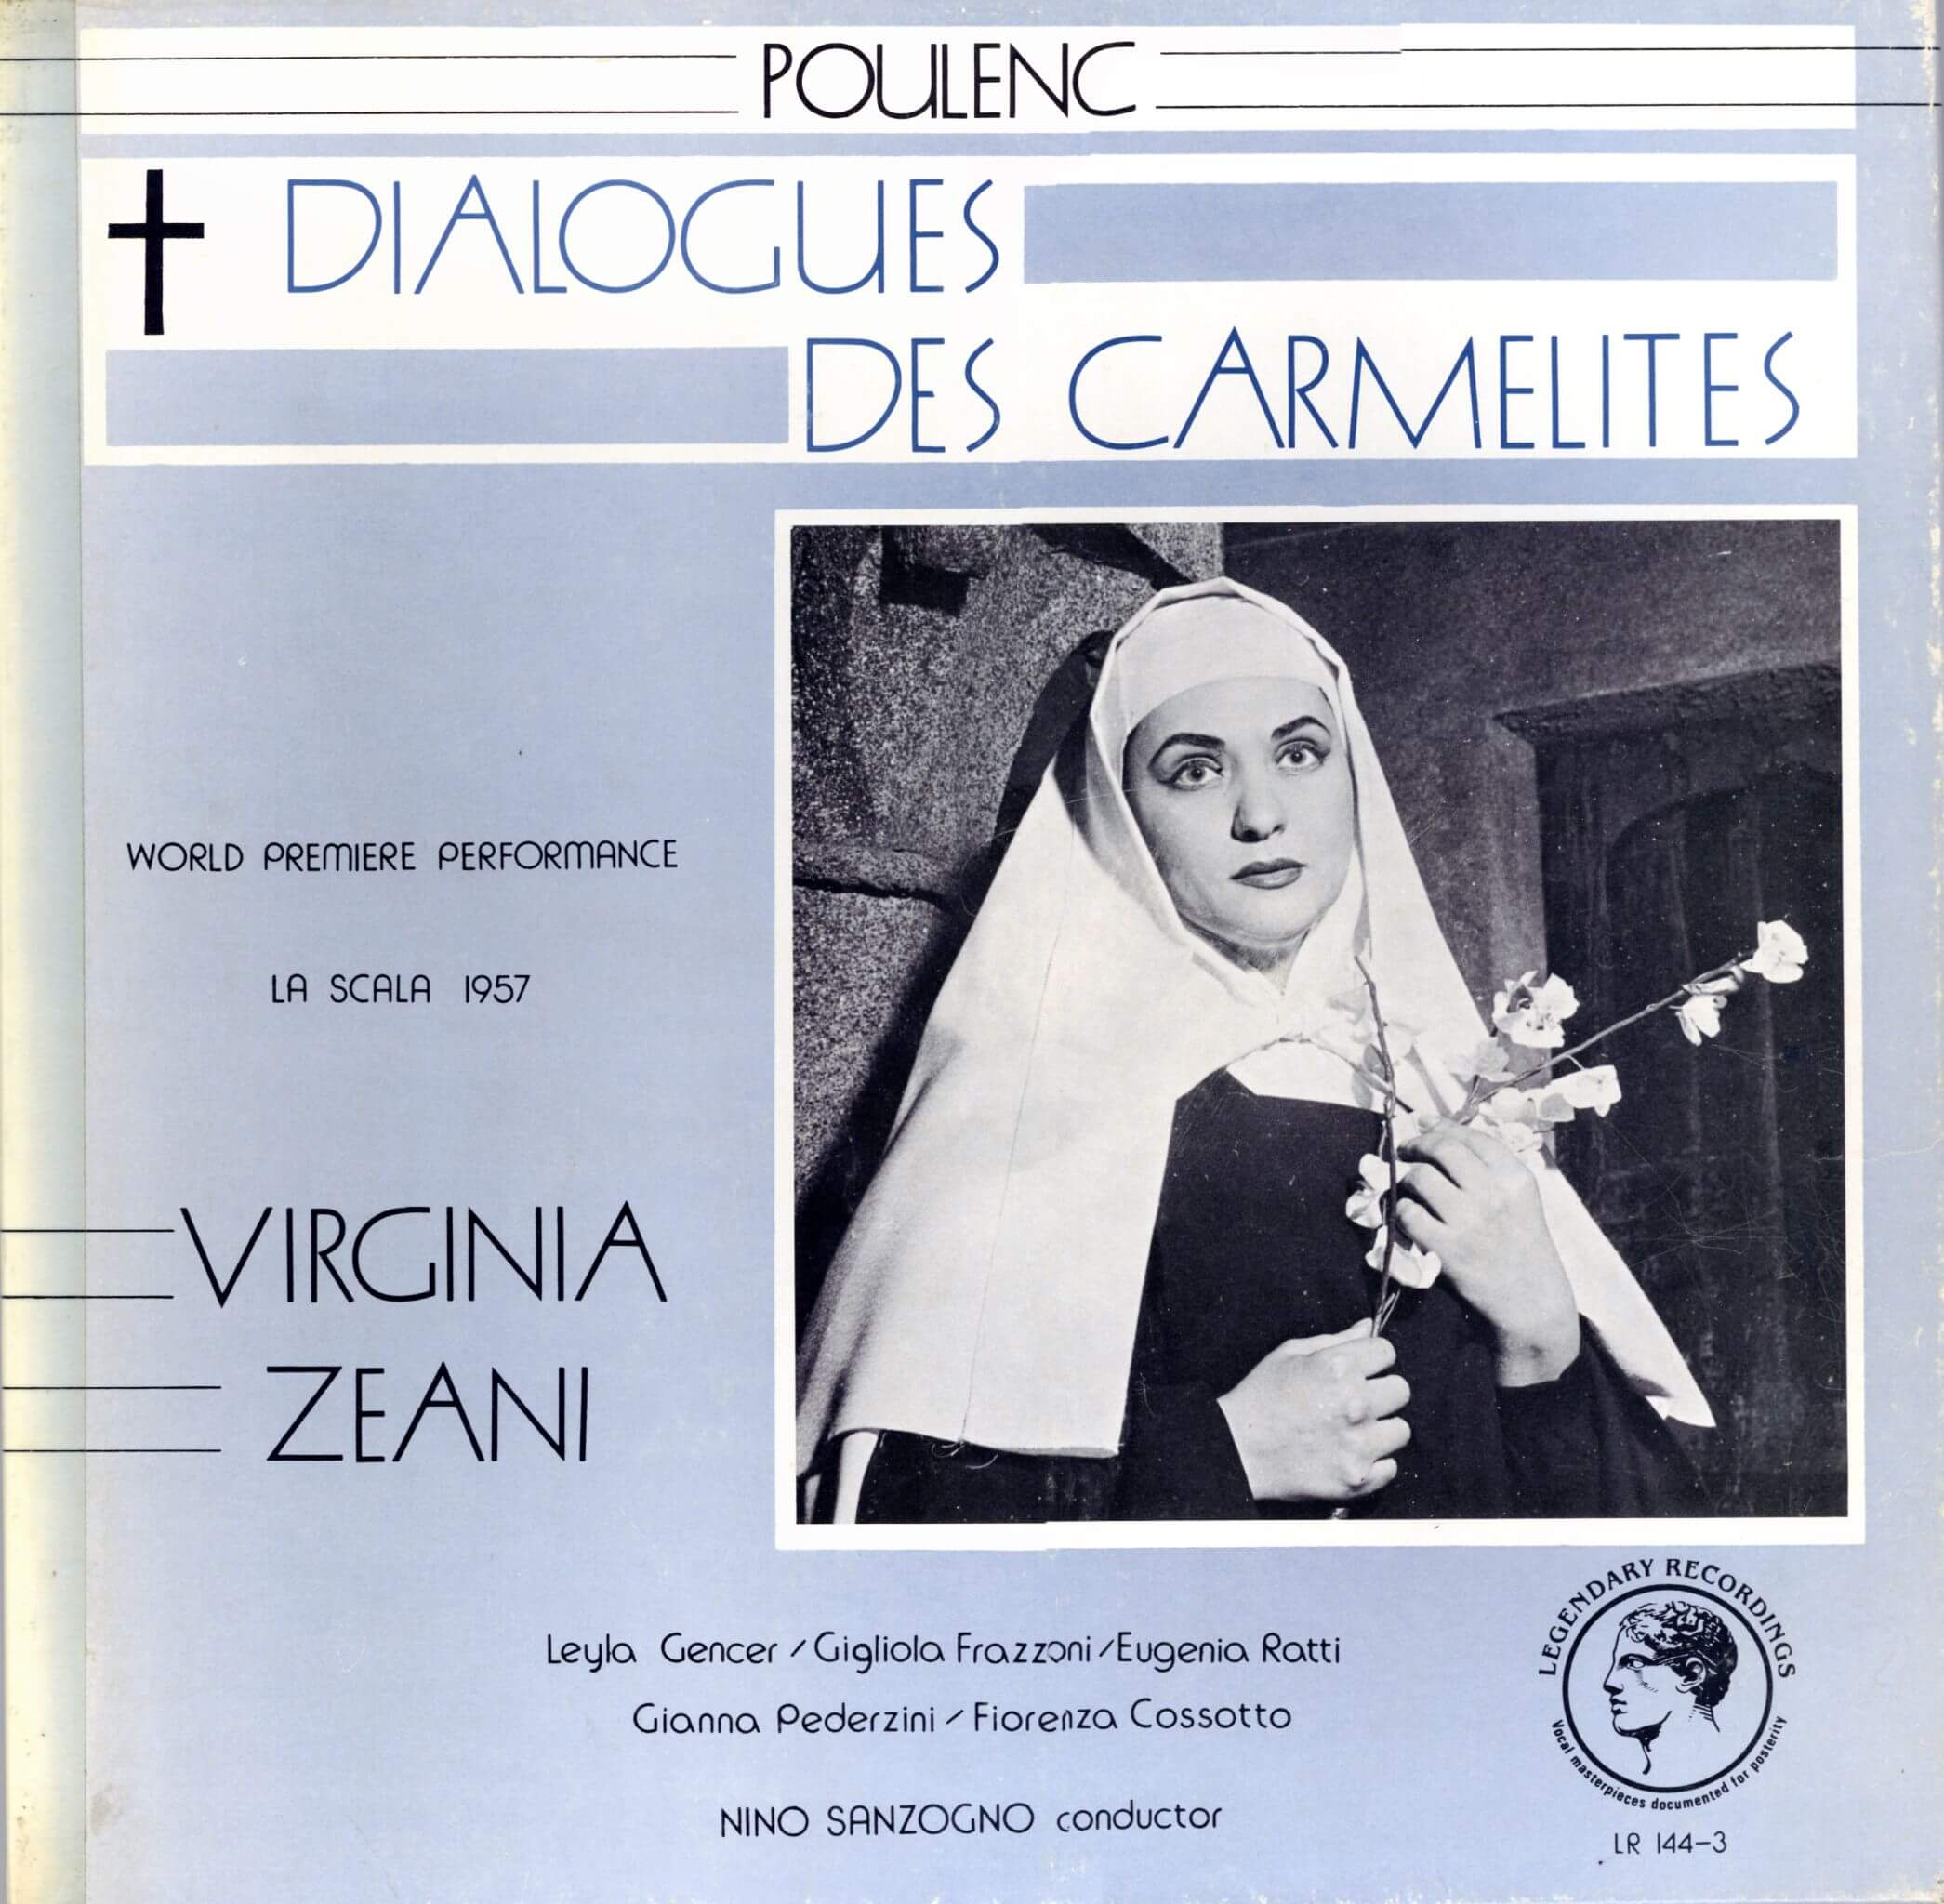 POULENC
DIALOGUES
DES CARMELITES
WORLD PREMIERE PERFORMANCE
LA SCALA 1957
VIRGINIA
ZEANI
Leyla Gencer / Gigliola Frazzoni / Eugenia Ratti
Gianna Pederzini / Fiorenza Cossotto
NINO SANZOGNO conductor
LEGENDARY RECORDINGS
Vocal masterpieces documented for posterity
LR 144-3